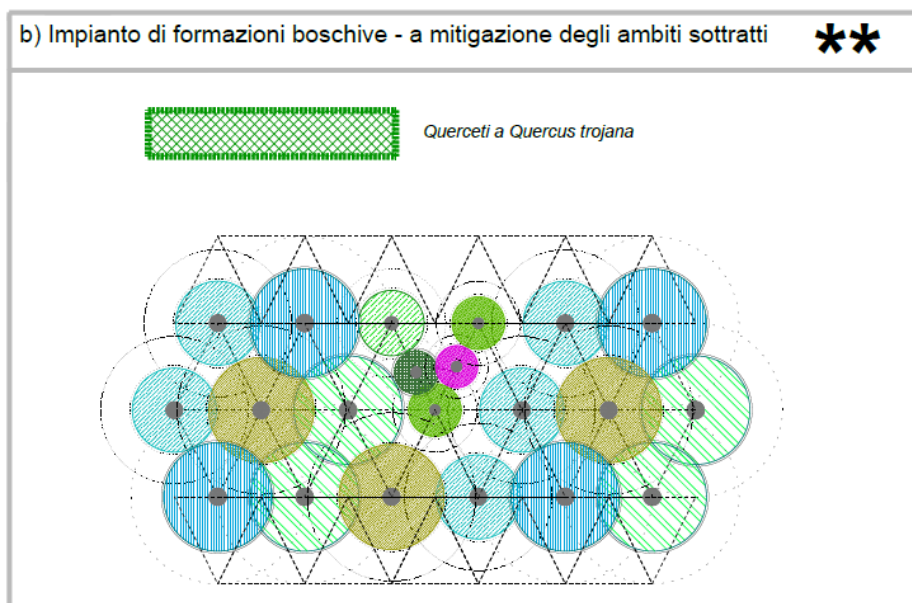 b) Impianto di formazioni boschive - a mitigazione degli ambiti sottratti **
Querceti a Quercus trojana